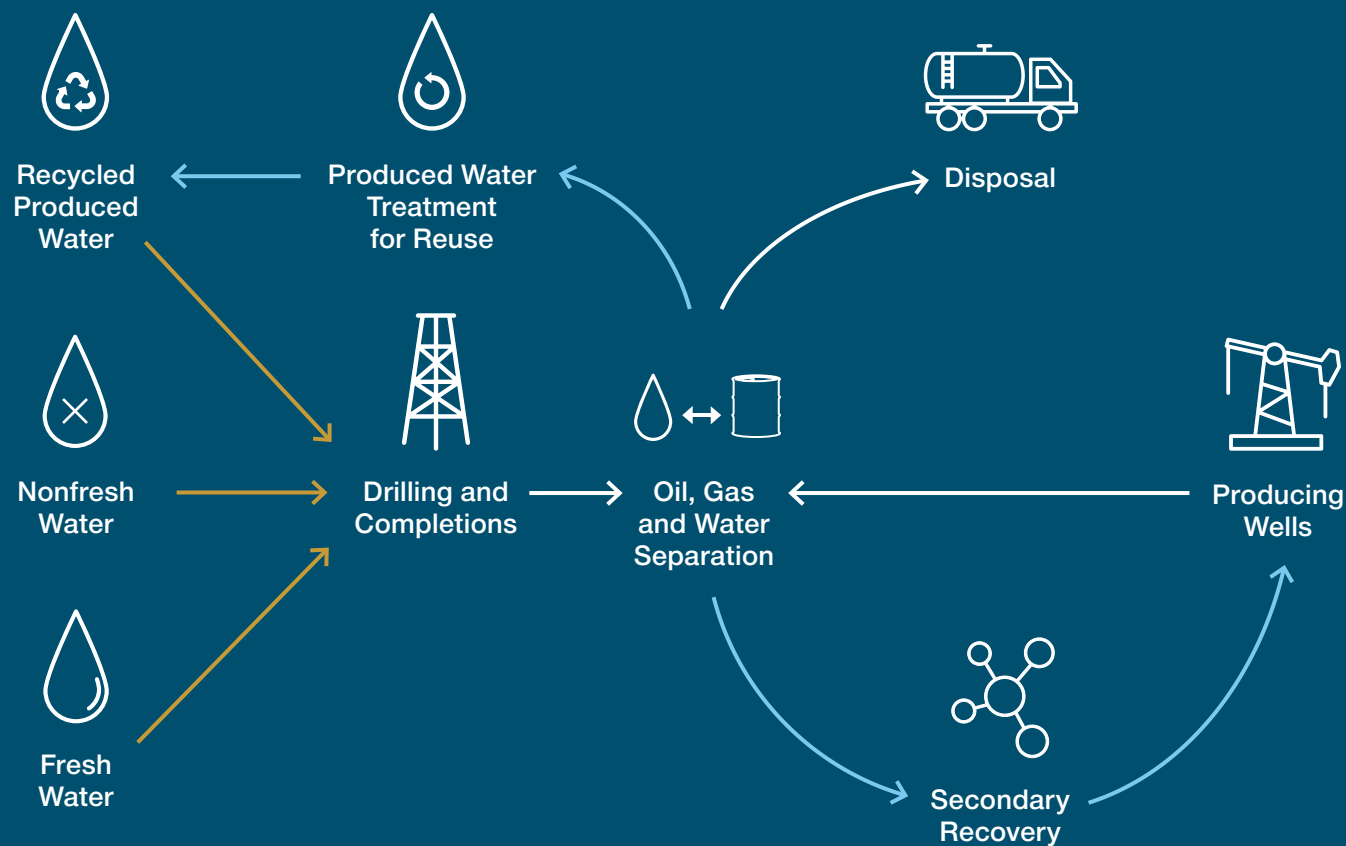 Recycled
Produced
Water
Produced Water
Treatment
for Reuse
Disposal
Nonfresh
Water
Drilling and
Completions
Oil, Gas
and Water
Separation
Producing
Wells
Fresh
Water
Secondary
Recovery